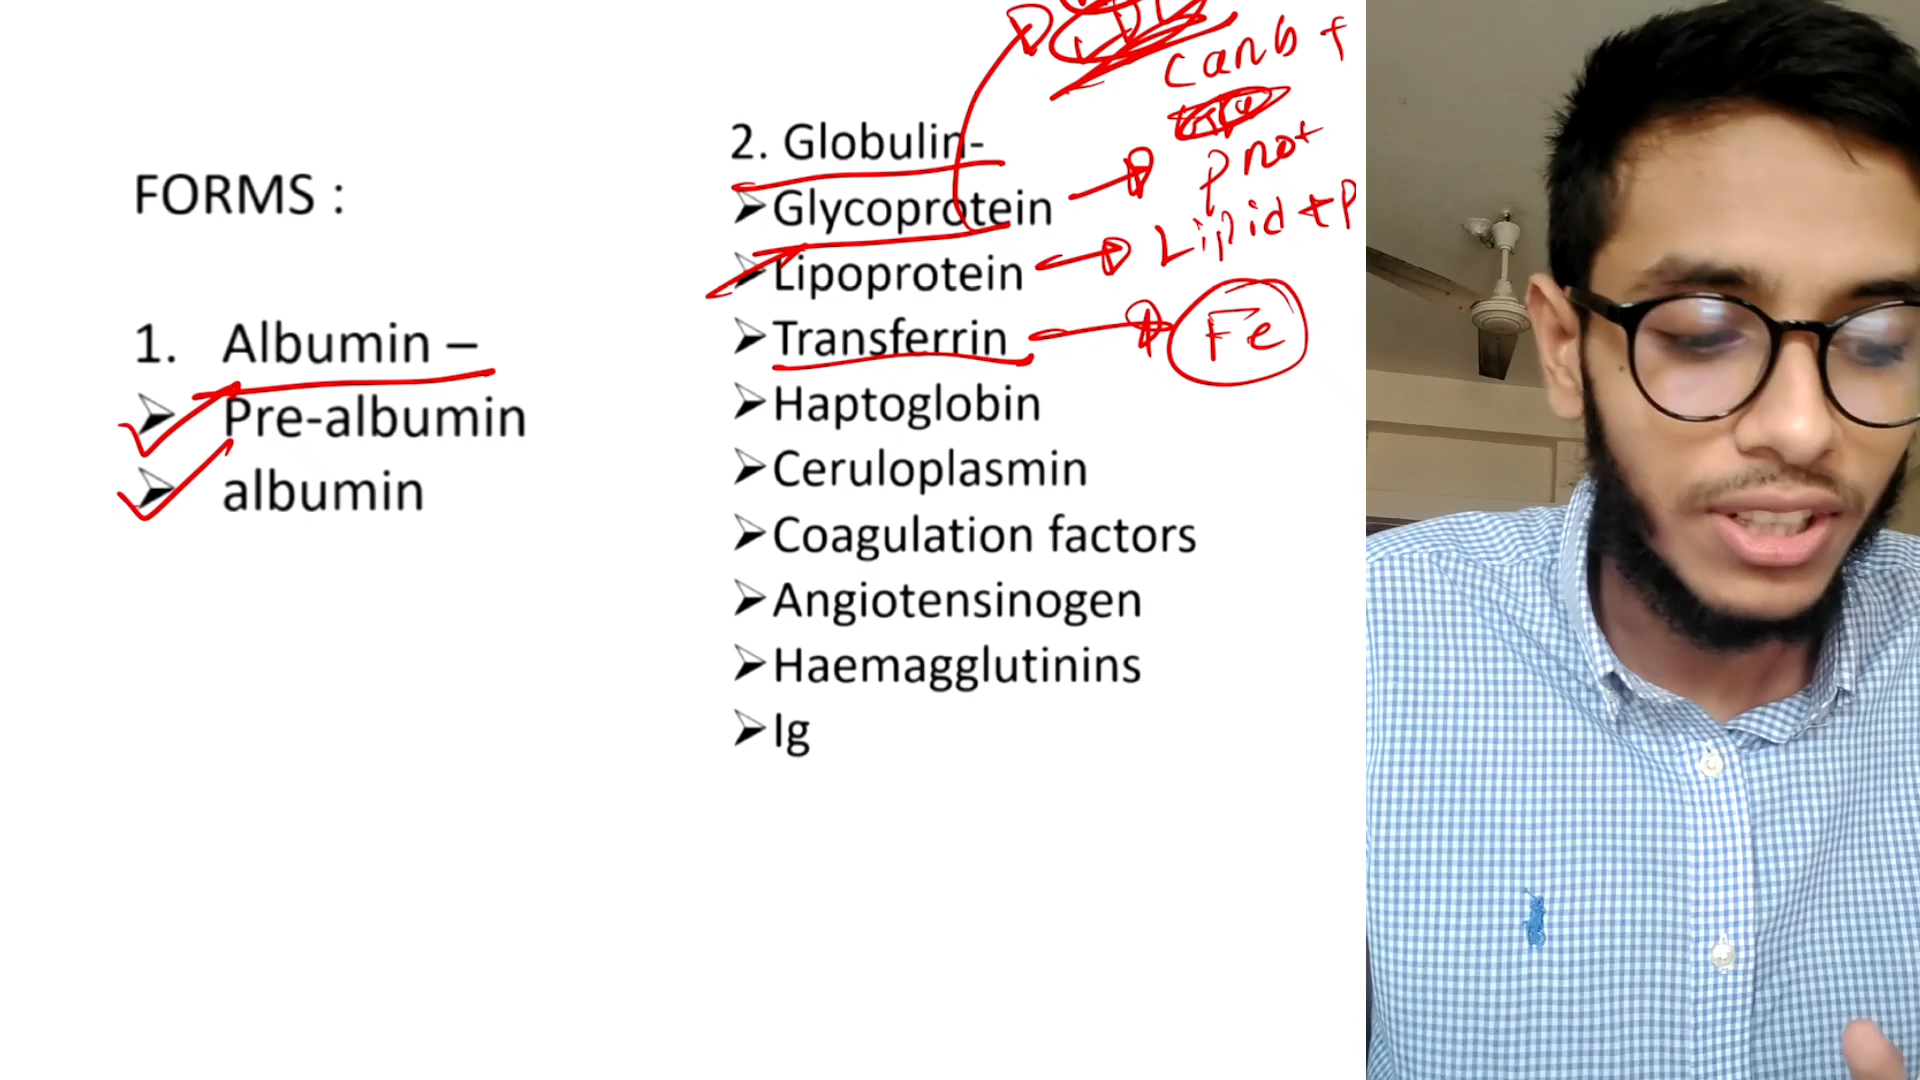 FORMS :
1. Albumin –
➤ Pre-albumin
➤ albumin
2. Globulin-
➤Glycoprotein
➤Lipoprotein
➤Transferrin
➤Haptoglobin
➤Ceruloplasmin
➤Coagulation factors
➤Angiotensinogen
➤Haemagglutinins
➤Ig
Carb +
Prot
Lipid + P
Fe